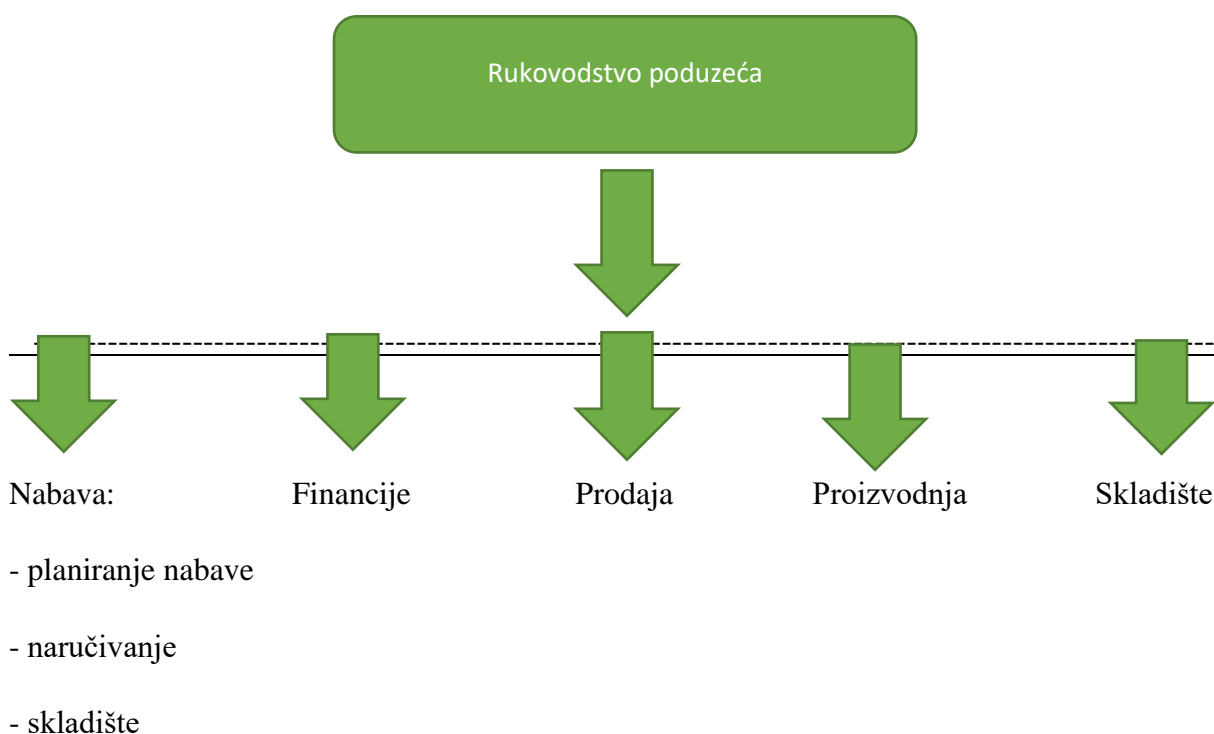 Rukovodstvo poduzeća
Nabava: Financije Prodaja Proizvodnja Skladište
- planiranje nabave
- naručivanje
- skladište